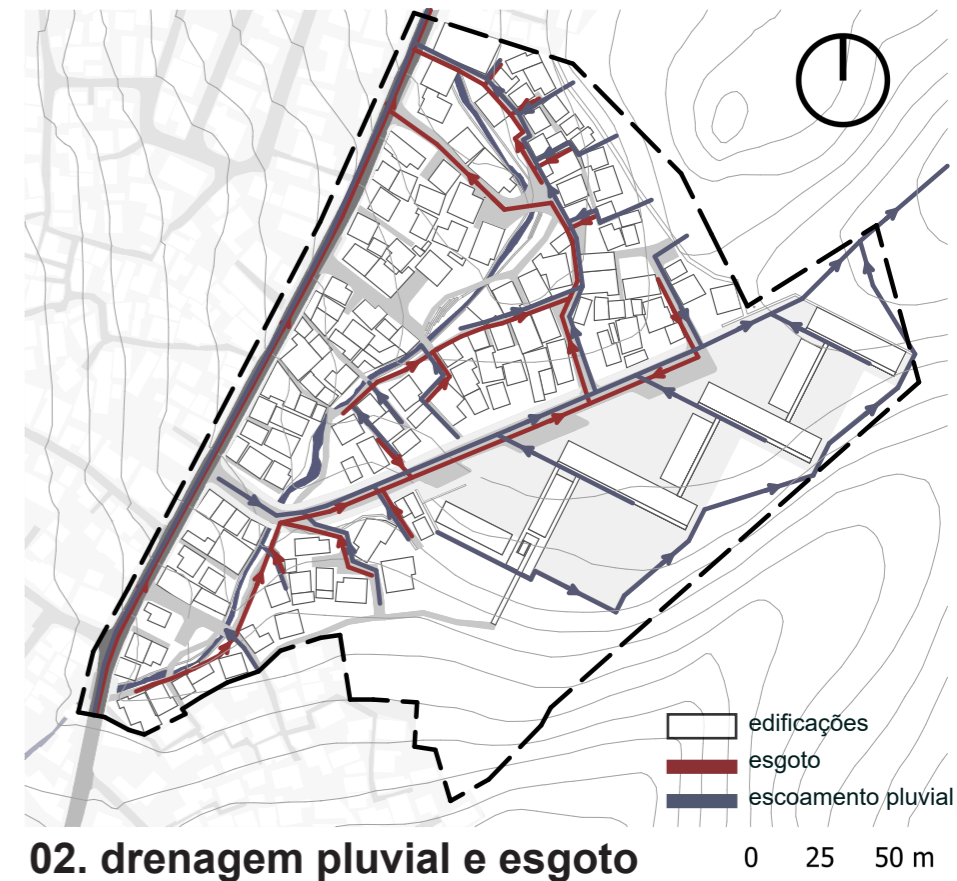 edificações
esgoto
escoamento pluvial
02. drenagem pluvial e esgoto
0 25 50 m